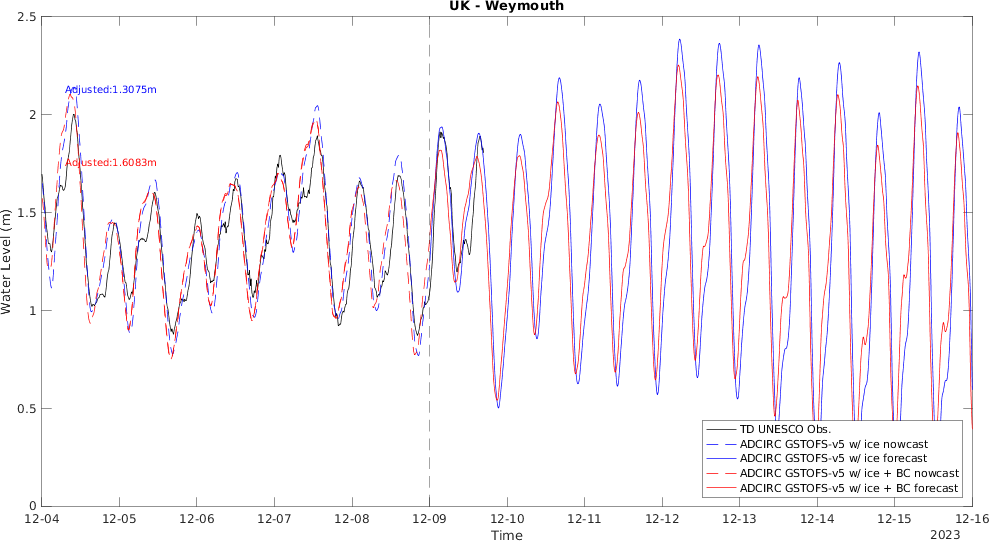 UK - Weymouth
Water Level (m)
2.5
2
1.5
1
0.5
0
Adjusted:1.3075m
Adjusted:1.6083m
TD UNESCO Obs.
ADCIRC GSTOFS-v5 w/ ice nowcast
ADCIRC GSTOFS-v5 w/ ice forecast
ADCIRC GSTOFS-v5 w/ ice + BC nowcast
ADCIRC GSTOFS-v5 w/ ice + BC forecast
12-04 12-05 12-06 12-07 12-08 12-09 12-10 12-11 12-12 12-13 12-14 12-15 12-16
Time
2023